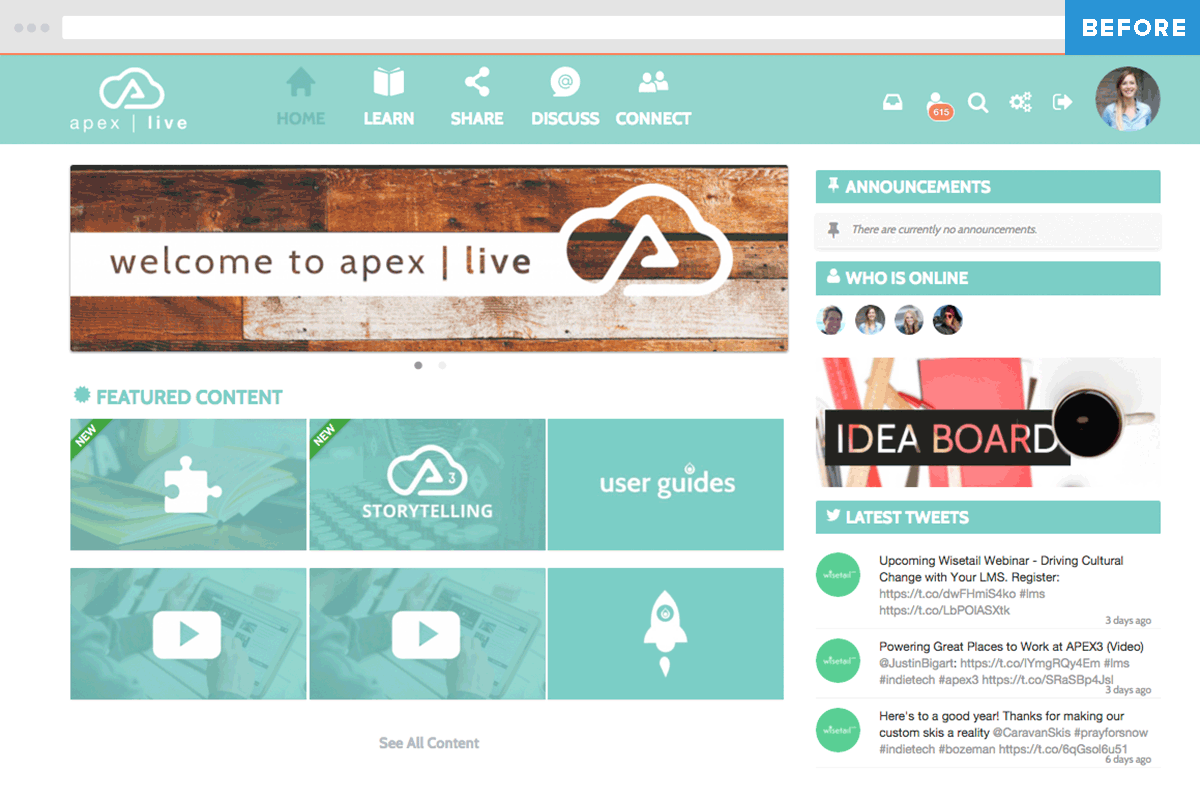 BEFORE
apex | live
HOME
LEARN
SHARE
DISCUSS
CONNECT
615
welcome to apex | live
ANNOUNCEMENTS
There are currently no announcements.
WHO IS ONLINE
IDEA BOARD
FEATURED CONTENT
NEW
NEW
3
STORYTELLING
user guides
See All Content
LATEST TWEETS
wisetail
Upcoming Wisetail Webinar - Driving Cultural
Change with Your LMS. Register:
https://t.co/dwFHmiS4ko #lms
https://t.co/LbPOlASXtk
3 days ago
wisetail
Powering Great Places to Work at APEX3 (Video)
@JustinBigart: https://t.co/lYmgRQy4Em #lms
#indietech #apex3 https://t.co/SRaSBp4Jsl
3 days ago
wisetail
Here's to a good year! Thanks for making our
custom skis a reality @CaravanSkis #prayforsnow
#indietech #bozeman https://t.co/6qGsol6u51
6 days ago